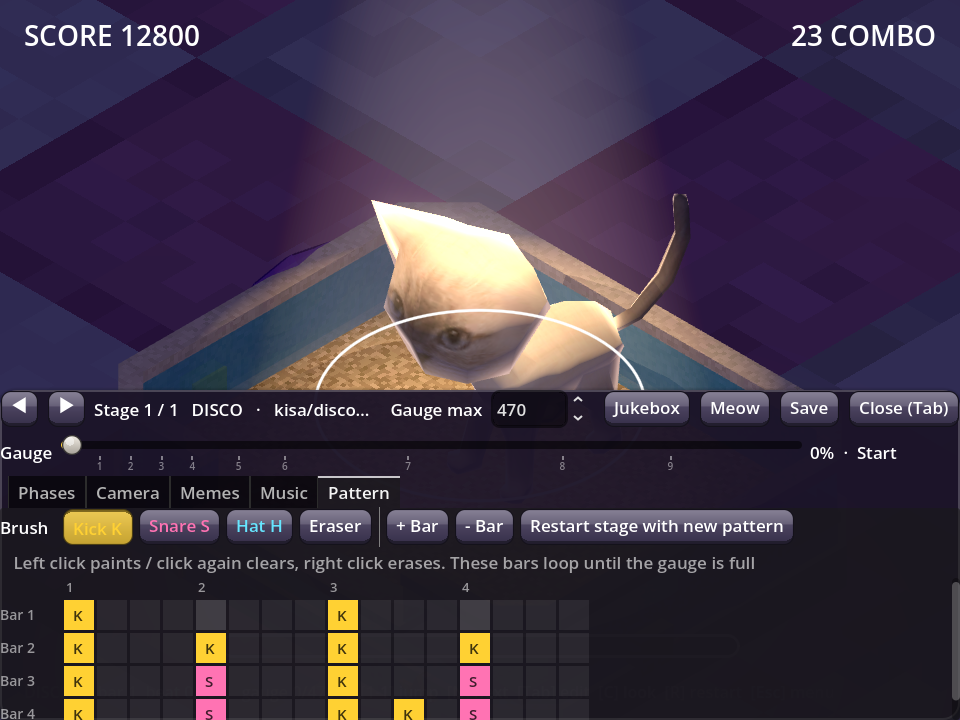 SCORE 12800
23 COMBO
Stage 1 / 1 DISCO · kisa/disco... Gauge max 470 Jukebox Meow Save Close (Tab)
Gauge 0% · Start
1 2 3 4 5 6 7 8 9
Phases Camera Memes Music Pattern
Brush Kick K Snare S Hat H Eraser + Bar - Bar Restart stage with new pattern
Left click paints / click again clears, right click erases. These bars loop until the gauge is full
1 2 3 4
Bar 1 K K
Bar 2 K K K K
Bar 3 K S K S
Bar 4 K S K K S